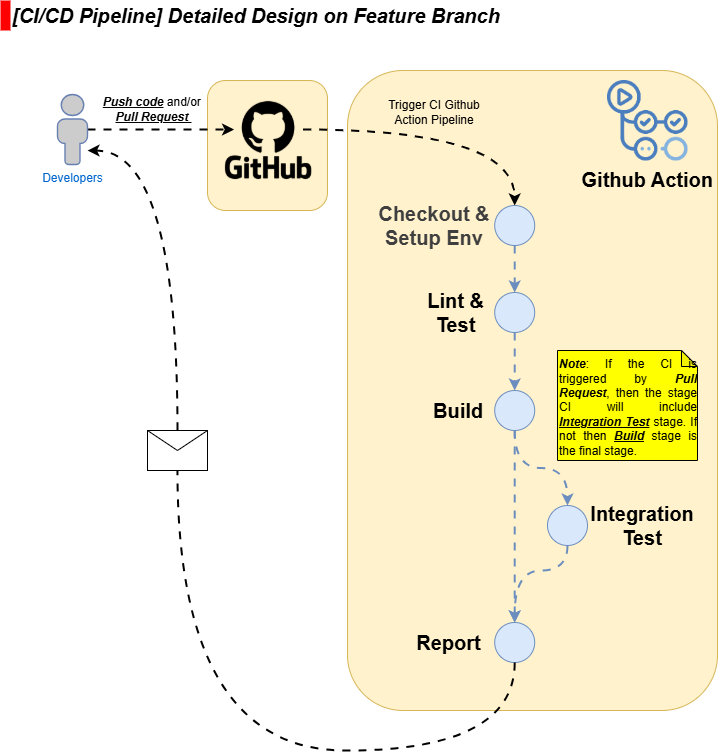 [CI/CD Pipeline] Detailed Design on Feature Branch
Push code and/or
Pull Request
Developers
GitHub
Trigger CI Github
Action Pipeline
Github Action
Checkout &
Setup Env
Lint &
Test
Build
Note: If the CI is
triggered by Pull
Request, then the stage
CI will include
Integration Test stage. If
not then Build stage is
the final stage.
Integration
Test
Report